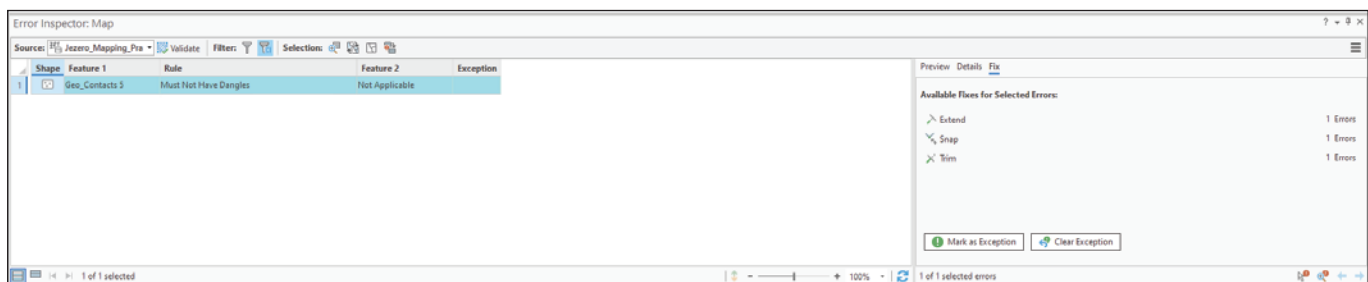 Error Inspector: Map
Source: Jezero_Mapping_Pra Validate Filter: Selection:
Shape Feature 1 Rule Feature 2 Exception
1 Geo_Contacts 5 Must Not Have Dangles Not Applicable
1 of 1 selected
100%
Preview Details Fix
Available Fixes for Selected Errors:
Extend 1 Errors
Snap 1 Errors
Trim 1 Errors
Mark as Exception Clear Exception
1 of 1 selected errors